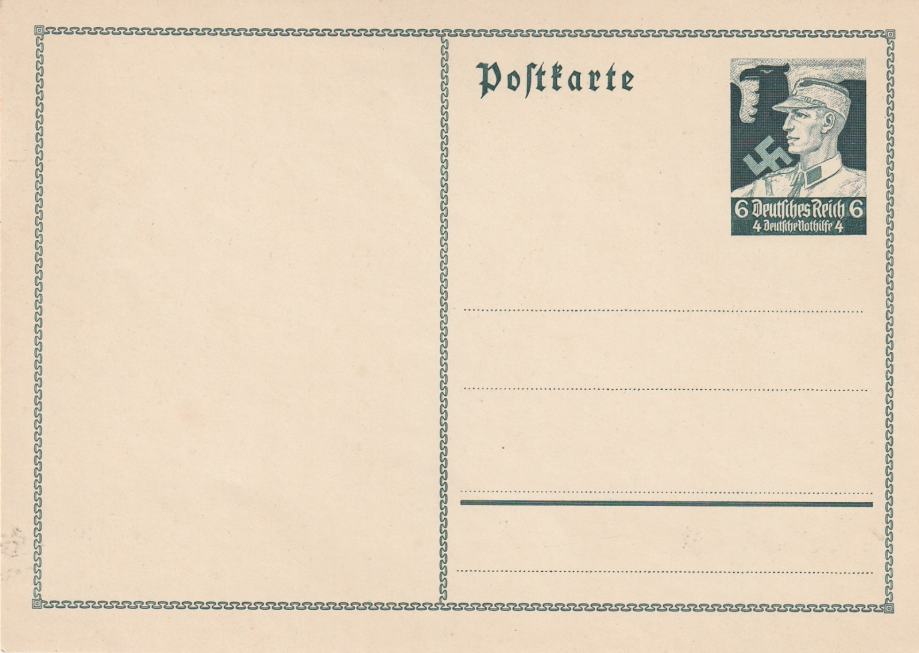 Poſtkarte
6 Deutſches Reich 6
4 Deutſche Nothilfe 4